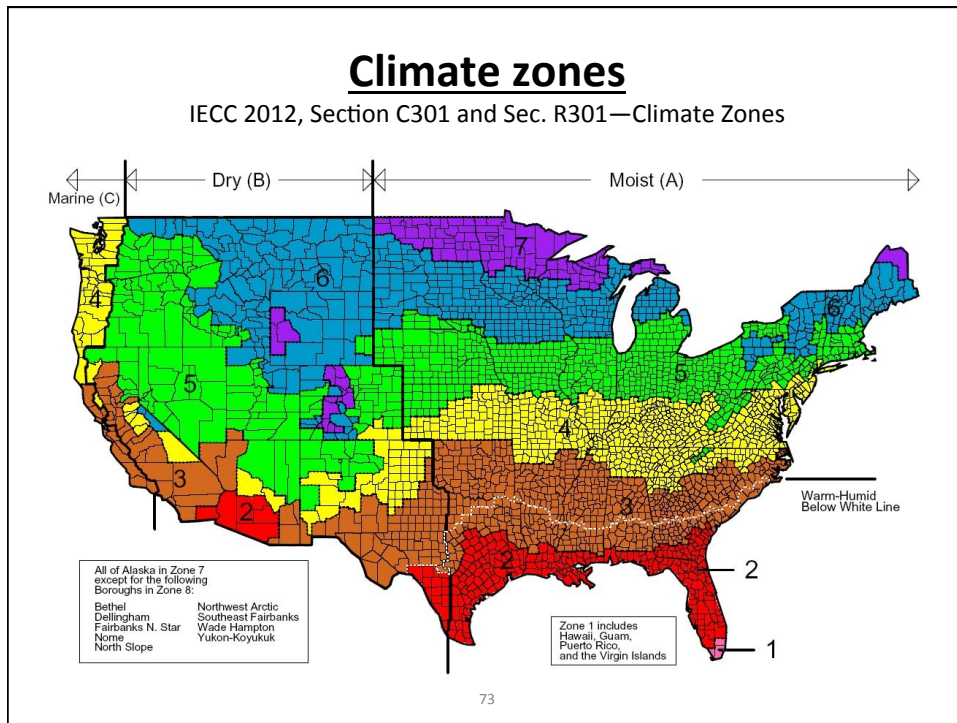 Climate zones
IECC 2012, Section C301 and Sec. R301—Climate Zones
Marine (C)
Dry (B)
Moist (A)
7
6
6
4
5
5
4
3
3
2
2
Warm-Humid
Below White Line
2
1
All of Alaska in Zone 7
except for the following
Boroughs in Zone 8:
Bethel
Dellingham
Fairbanks N. Star
Nome
North Slope
Northwest Arctic
Southeast Fairbanks
Wade Hampton
Yukon-Koyukuk
Zone 1 includes
Hawaii, Guam,
Puerto Rico,
and the Virgin Islands
73